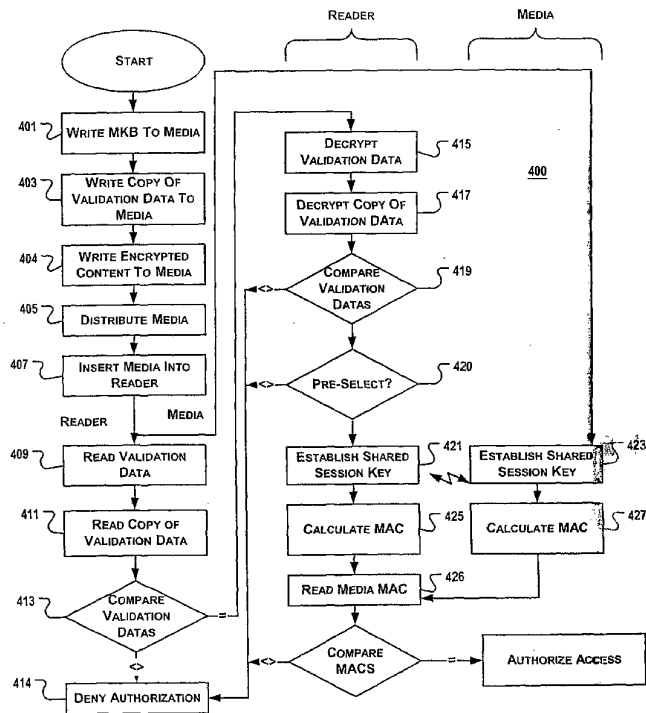 START
401
WRITE MKB TO MEDIA
403
WRITE COPY OF
VALIDATION DATA TO
MEDIA
404
WRITE ENCRYPTED
CONTENT TO MEDIA
405
DISTRIBUTE MEDIA
407
INSERT MEDIA INTO
READER
READER
MEDIA
409
READ VALIDATION
DATA
411
READ COPY OF
VALIDATION DATA
413
COMPARE
VALIDATION
DATAS
=
<>
414
DENY AUTHORIZATION
READER
MEDIA
DECRYPT
VALIDATION DATA
415
400
DECRYPT COPY OF
VALIDATION DATA
417
<>
COMPARE
VALIDATION
DATAS
419
<>
PRE-SELECT?
420
ESTABLISH SHARED
SESSION KEY
421
ESTABLISH SHARED
SESSION KEY
423
CALCULATE MAC
425
CALCULATE MAC
427
READ MEDIA MAC
426
<>
COMPARE
MACS
=
AUTHORIZE ACCESS